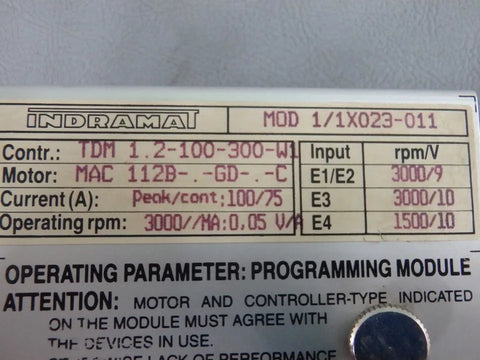 INDRAMAT MOD 1/1X023-011
Contr.: TDM 1.2-100-300-W1 Input rpm/V
Motor: MAC 112B-.-GD-.-C E1/E2 3000/9
Current (A): Peak/cont;100/75 E3 3000/10
Operating rpm: 3000//MA:0,05 V/A E4 1500/10
OPERATING PARAMETER: PROGRAMMING MODULE
ATTENTION: MOTOR AND CONTROLLER-TYPE INDICATED
ON THE MODULE MUST AGREE WITH
THE DEVICES IN USE.
LACK OF PERFORMANCE